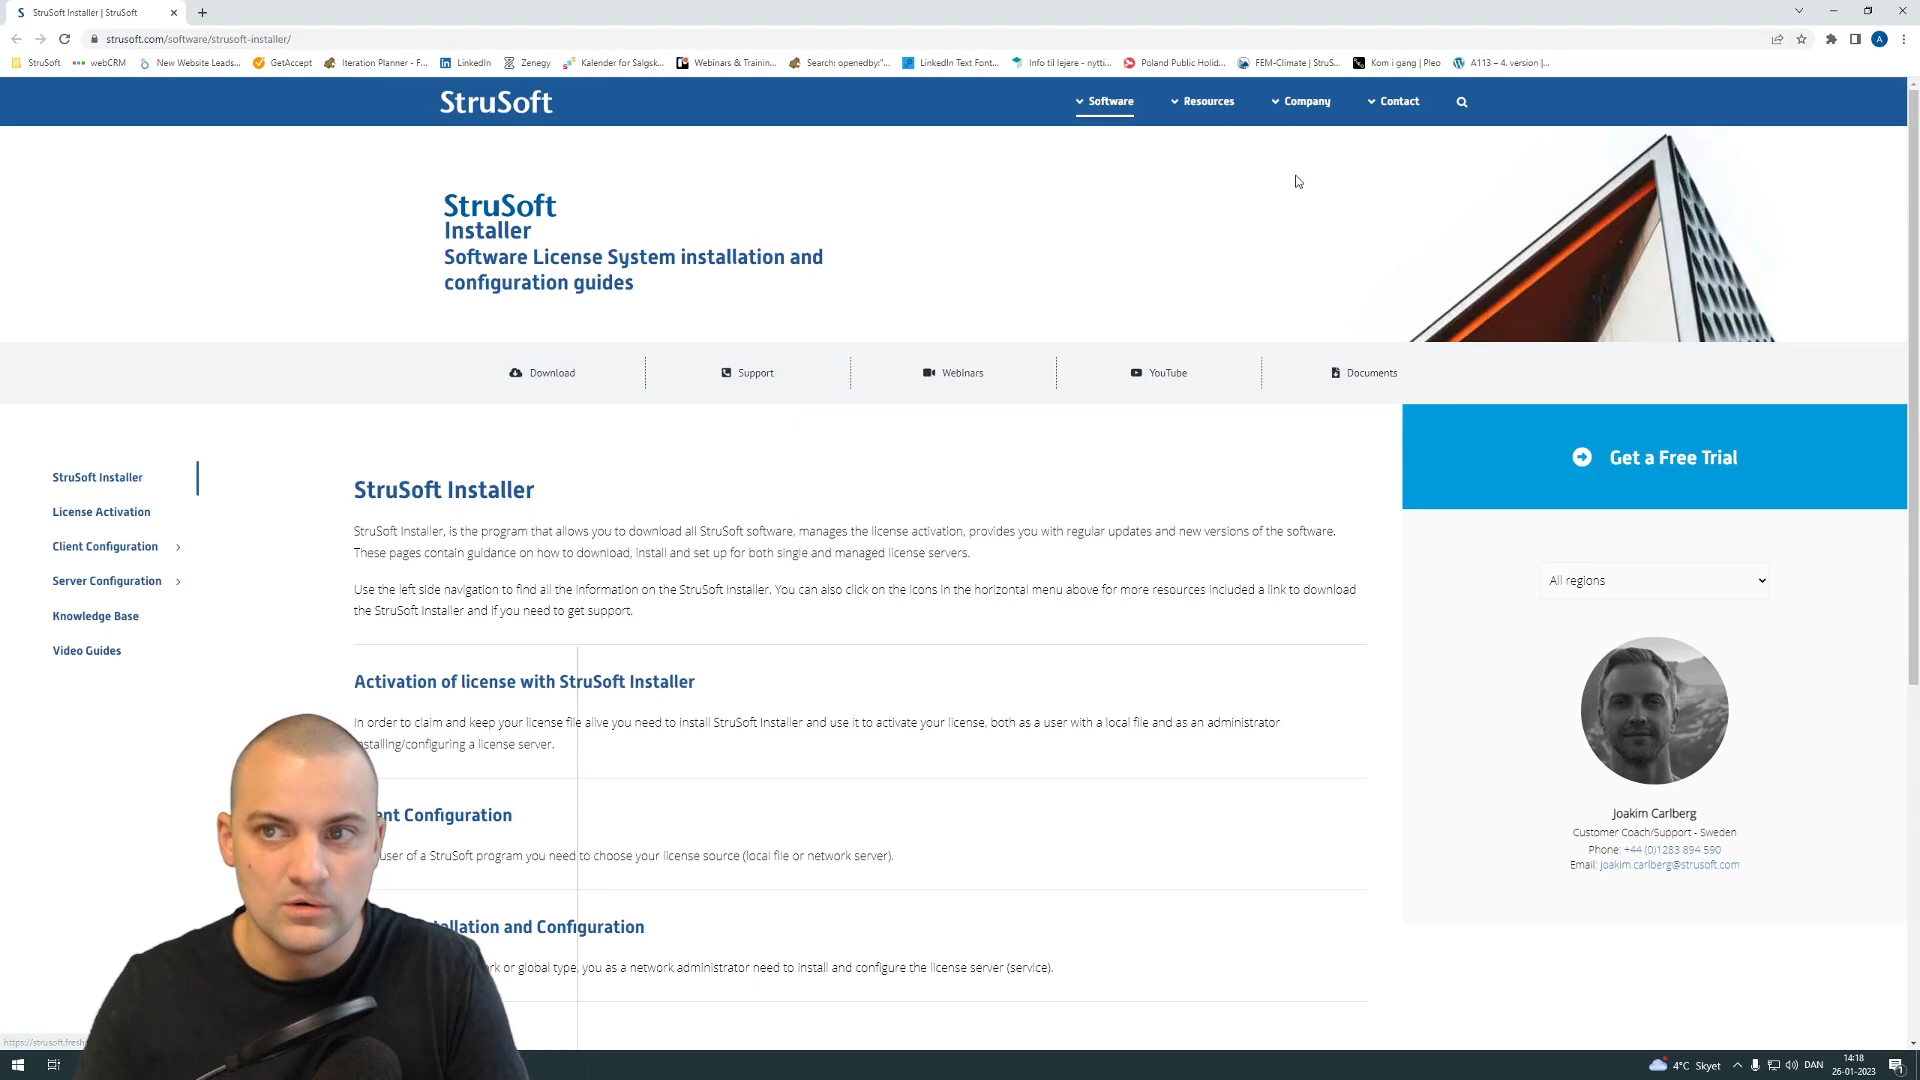 StruSoft Installer | StruSoft
strusoft.com/software/strusoft-installer/
A
StruSoft
webCRM
New Website Leads...
GetAccept
Iteration Planner - F...
LinkedIn
Zenegy
Kalender for Salgsk...
Webinars & Trainin...
Search: openedby:"...
LinkedIn Text Font...
Info til lejere - nytti...
Poland Public Holid...
FEM-Climate | StruS...
Kom i gang | Pleo
A113 – 4. version |...
StruSoft
Software
Resources
Company
Contact
StruSoft
Installer
Software License System installation and
configuration guides
Download
Support
Webinars
YouTube
Documents
Get a Free Trial
StruSoft Installer
License Activation
Client Configuration
Server Configuration
Knowledge Base
Video Guides
StruSoft Installer
StruSoft Installer, is the program that allows you to download all StruSoft software, manages the license activation, provides you with regular updates and new versions of the software.
These pages contain guidance on how to download, install and set up for both single and managed license servers.
Use the left side navigation to find all the information on the StruSoft Installer. You can also click on the icons in the horizontal menu above for more resources included a link to download
the StruSoft Installer and if you need to get support.
Activation of license with StruSoft Installer
In order to claim and keep your license file alive you need to install StruSoft Installer and use it to activate your license, both as a user with a local file and as an administrator
nstalling/configuring a license server.
ent Configuration
user of a StruSoft program you need to choose your license source (local file or network server).
tallation and Configuration
rk or global type, you as a network administrator need to install and configure the license server (service).
All regions
Joakim Carlberg
Customer Coach/Support - Sweden
Phone: +44 (0)1283 894 590
Email: joakim.carlberg@strusoft.com
https://strusoft.fresh
4°C Skyet
DAN
14:18
26-01-2023
1